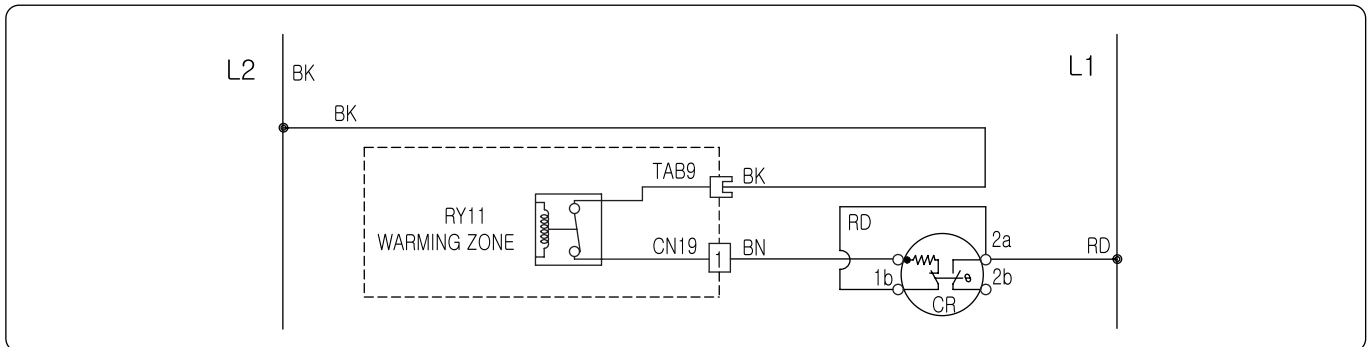 L2
BK
L1
BK
TAB9
BK
RY11
WARMING ZONE
RD
2a
CN19
1
BN
RD
1b
2b
CR